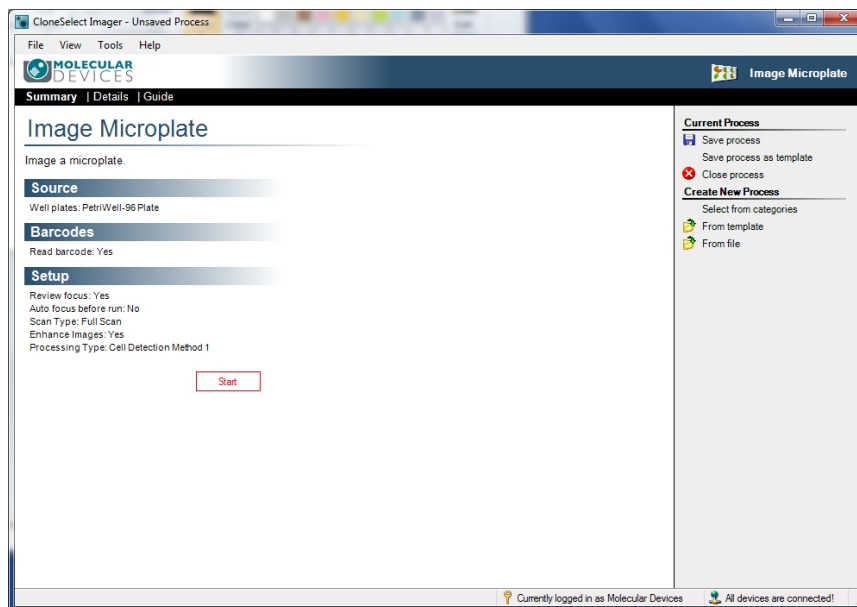 CloneSelect Imager - Unsaved Process
File View Tools Help
MOLECULAR
DEVICES
Image Microplate
Summary | Details | Guide
Image Microplate
Image a microplate.
Source
Well plates: PetriWell-96 Plate
Barcodes
Read barcode: Yes
Setup
Review focus: Yes
Auto focus before run: No
Scan Type: Full Scan
Enhance Images: Yes
Processing Type: Cell Detection Method 1
Start
Current Process
Save process
Save process as template
Close process
Create New Process
Select from categories
From template
From file
Currently logged in as Molecular Devices
All devices are connected!